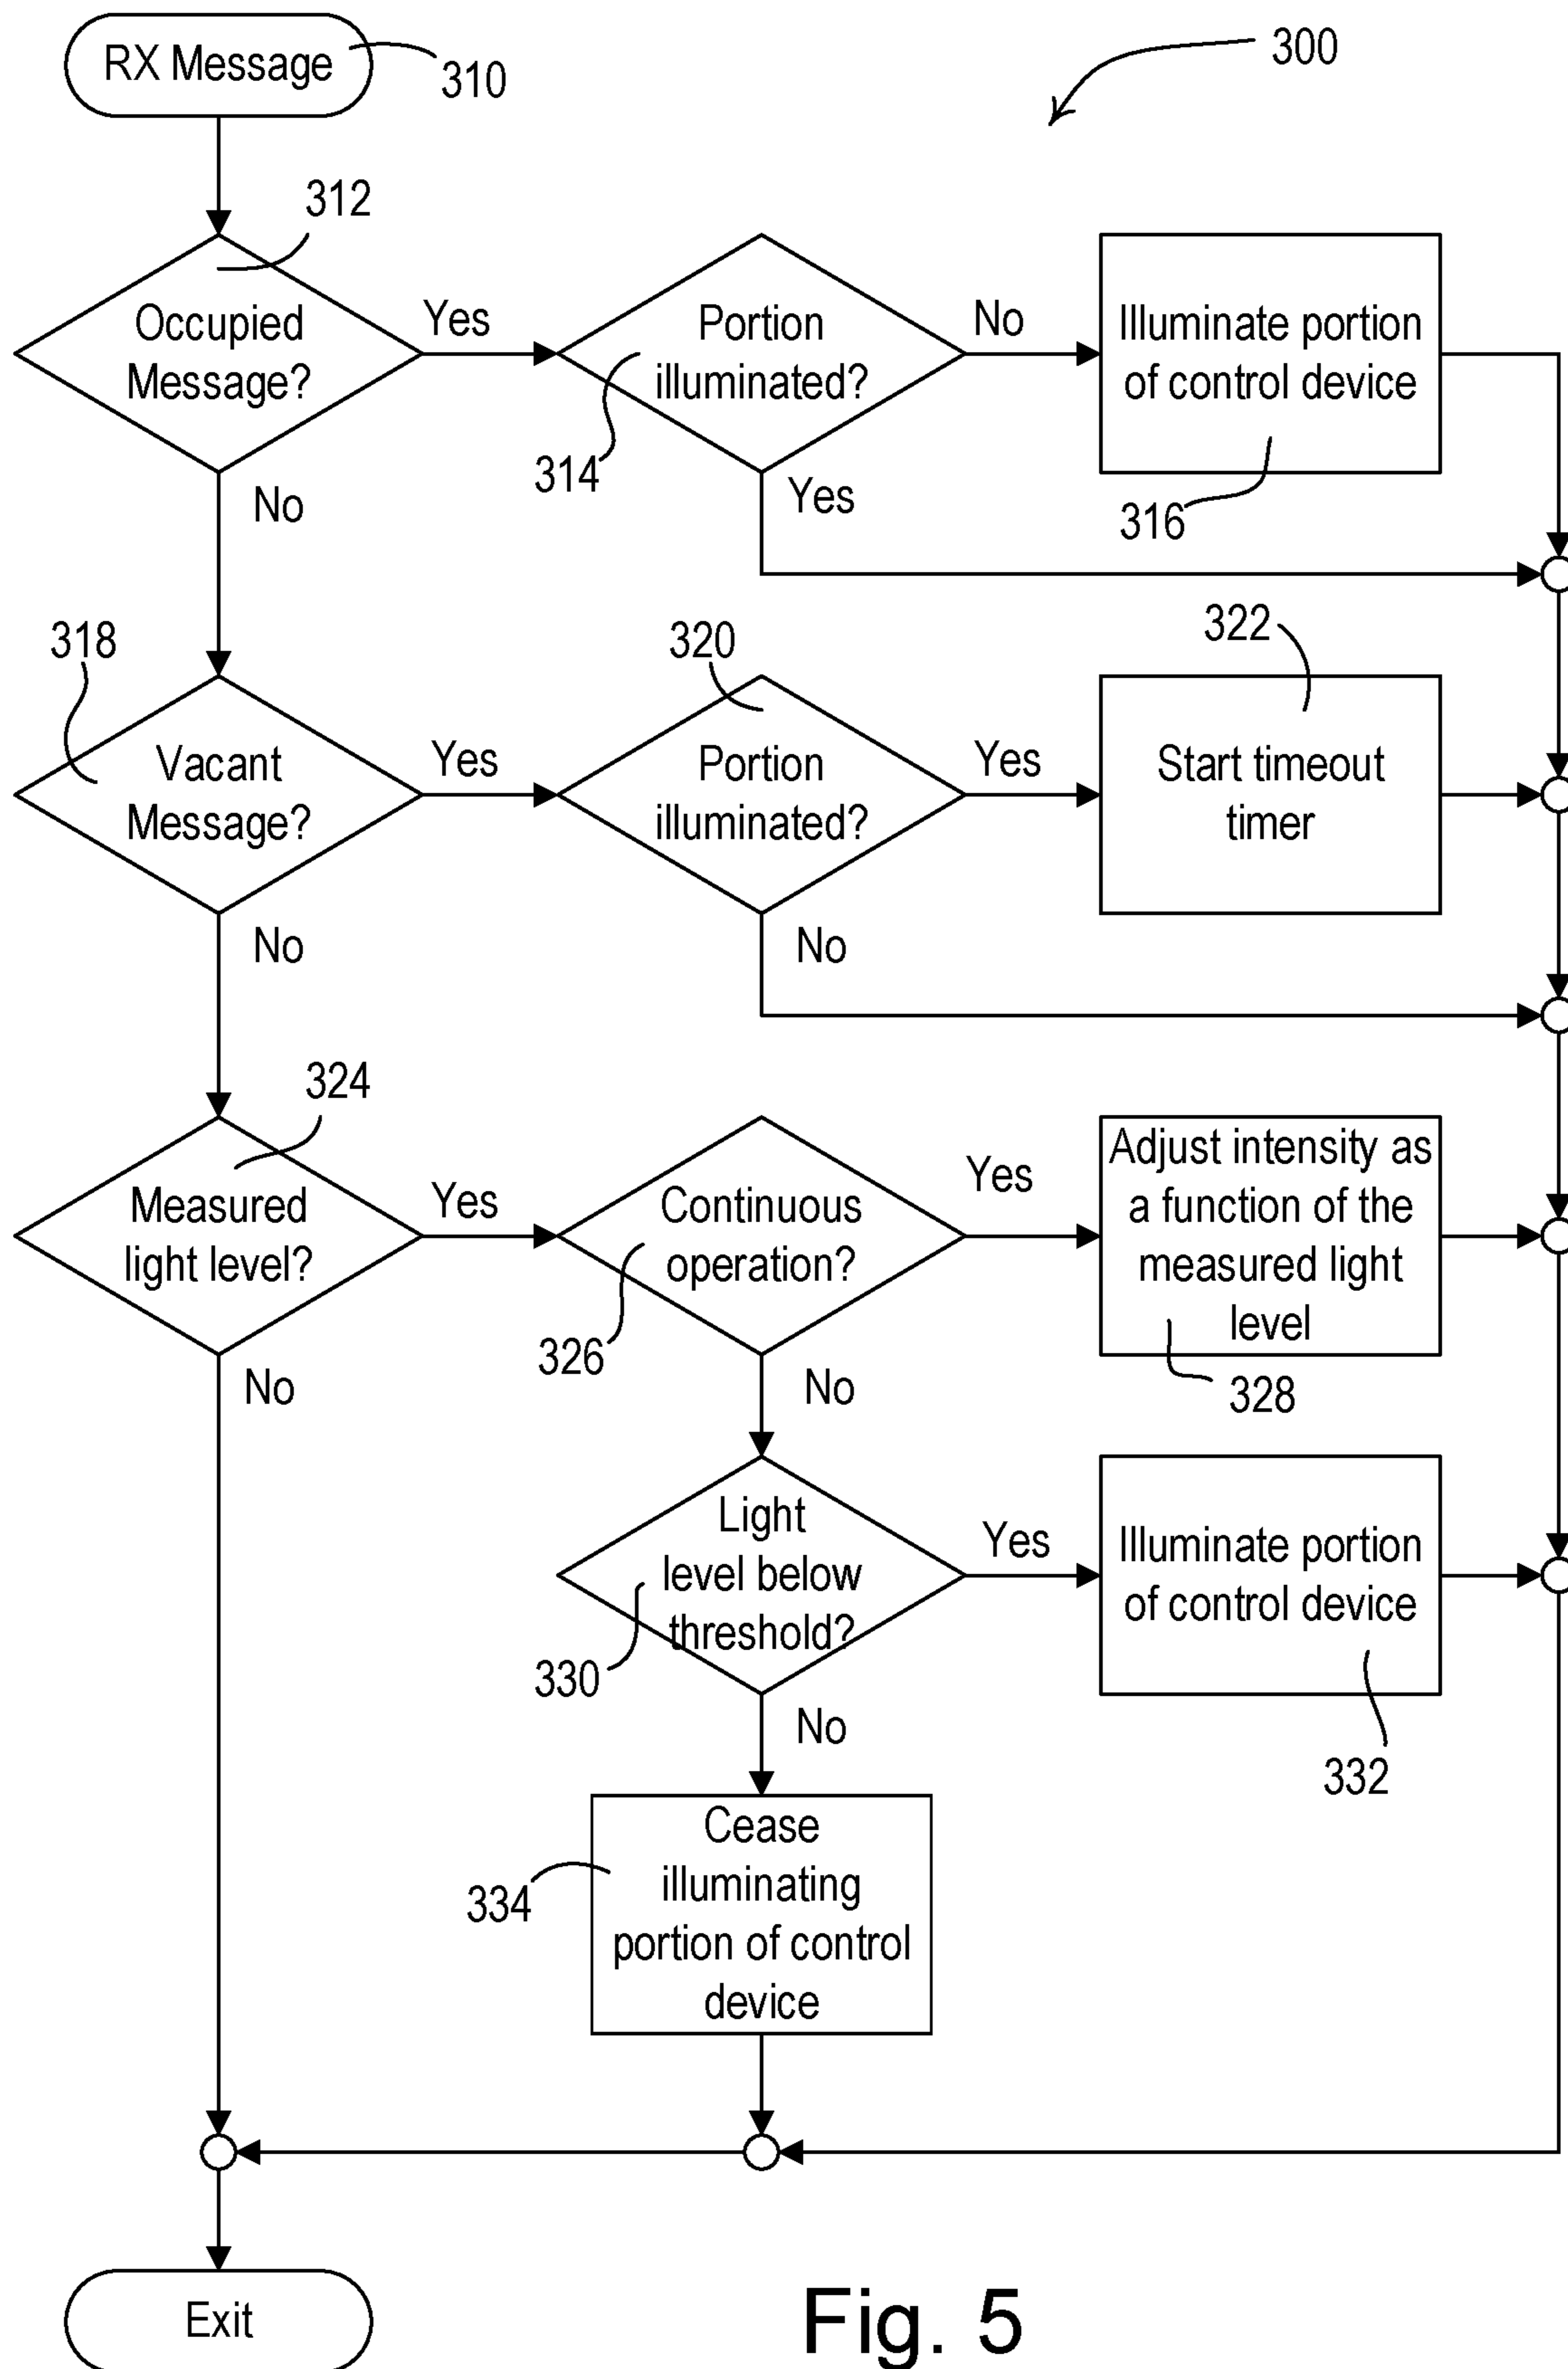 RX Message
310
300
312
Occupied
Message?
Yes
Portion
illuminated?
314
No
Illuminate portion
of control device
316
Yes
No
318
Vacant
Message?
Yes
320
Portion
illuminated?
Yes
322
Start timeout
timer
No
No
324
Measured
light level?
Yes
Continuous
operation?
326
Yes
Adjust intensity as
a function of the
measured light
level
328
No
No
Light
level below
threshold?
330
Yes
Illuminate portion
of control device
332
No
Cease
illuminating
portion of control
device
334
Exit
Fig. 5